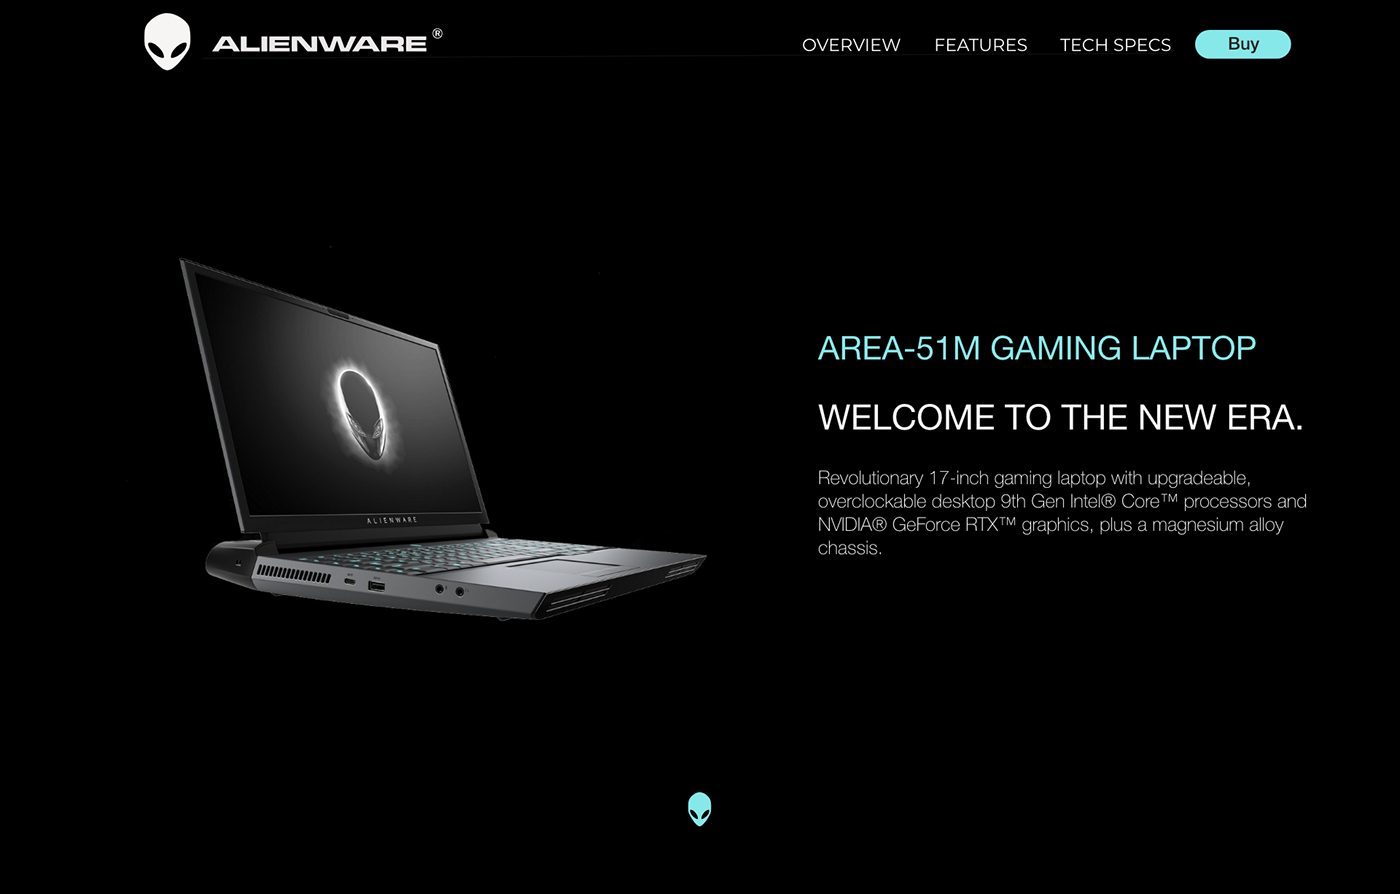 ALIENWARE®
OVERVIEW FEATURES TECH SPECS Buy
AREA-51M GAMING LAPTOP
WELCOME TO THE NEW ERA.
Revolutionary 17-inch gaming laptop with upgradeable,
overclockable desktop 9th Gen Intel® Core™ processors and
NVIDIA® GeForce RTX™ graphics, plus a magnesium alloy
chassis.
ALIENWARE